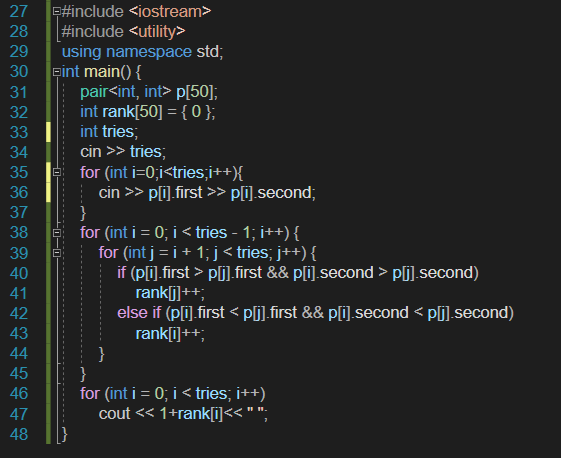 27 #include <iostream>
28 #include <utility>
29 using namespace std;
30 int main() {
31 pair<int, int> p[50];
32 int rank[50] = { 0 };
33 int tries;
34 cin >> tries;
35 for (int i=0;i<tries;i++){
36 cin >> p[i].first >> p[i].second;
37 }
38 for (int i = 0; i < tries - 1; i++) {
39 for (int j = i + 1; j < tries; j++) {
40 if (p[i].first > p[j].first && p[i].second > p[j].second)
41 rank[j]++;
42 else if (p[i].first < p[j].first && p[i].second < p[j].second)
43 rank[i]++;
44 }
45 }
46 for (int i = 0; i < tries; i++)
47 cout << 1+rank[i]<< " ";
48 }